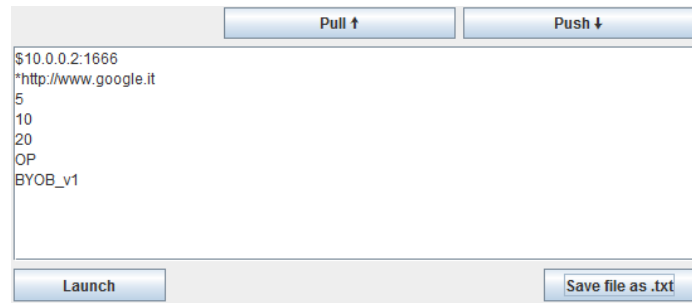 Pull ↑ Push ↓
$10.0.0.2:1666
*http://www.google.it
5
10
20
OP
BYOB_v1
Launch Save file as .txt